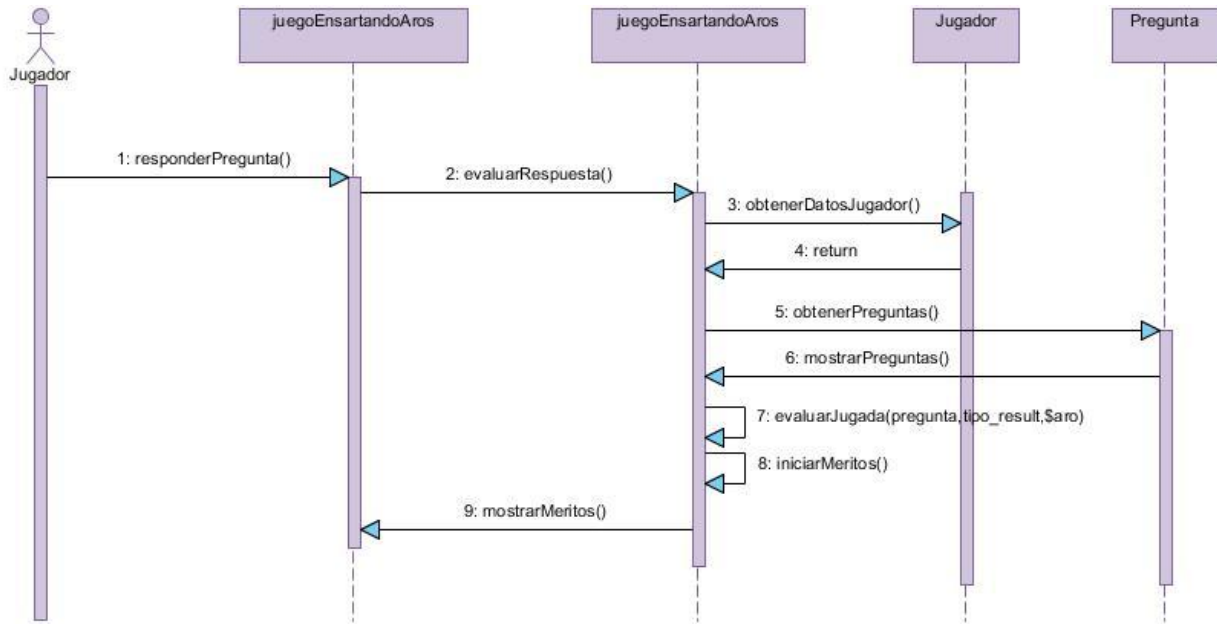 juegoEnsartandoAros
juegoEnsartandoAros
Jugador
Pregunta
Jugador
1: responderPregunta()
2: evaluarRespuesta()
3: obtenerDatosJugador()
4: return
5: obtenerPreguntas()
6: mostrarPreguntas()
7: evaluarJugada(pregunta,tipo_result,$aro)
8: iniciarMeritos()
9: mostrarMeritos()